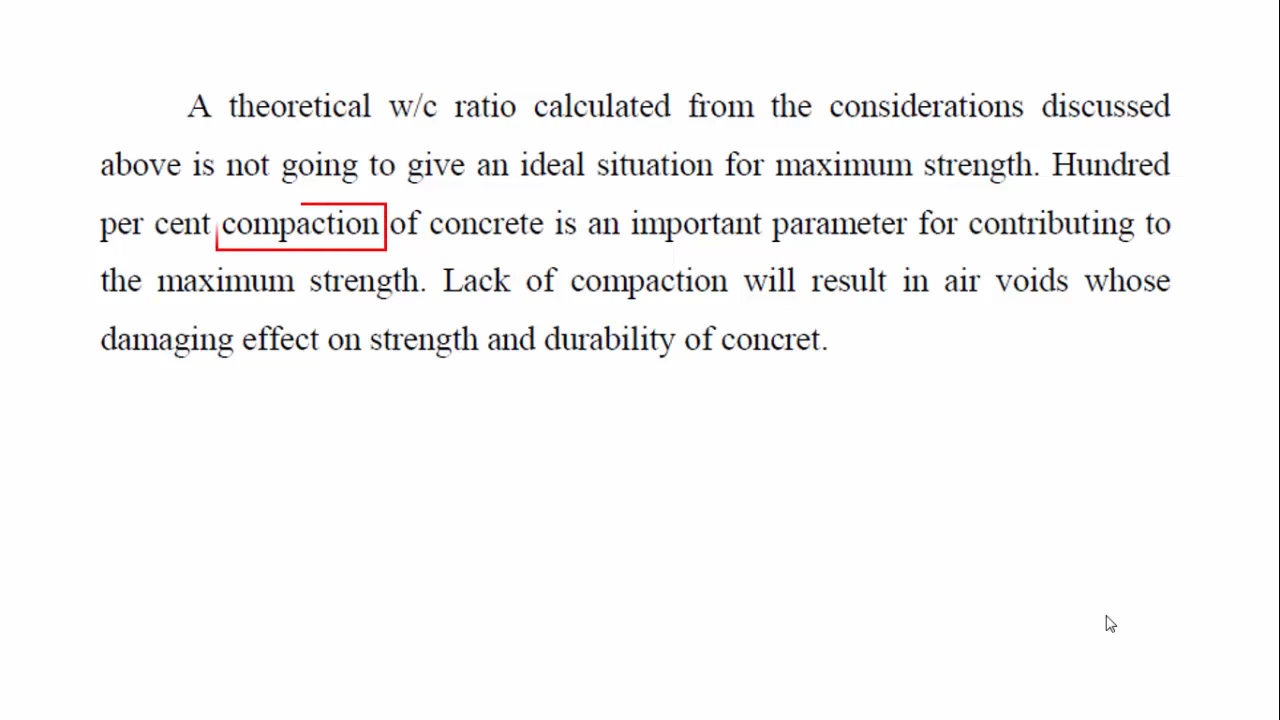 A theoretical w/c ratio calculated from the considerations discussed
above is not going to give an ideal situation for maximum strength. Hundred
per cent compaction of concrete is an important parameter for contributing to
the maximum strength. Lack of compaction will result in air voids whose
damaging effect on strength and durability of concret.